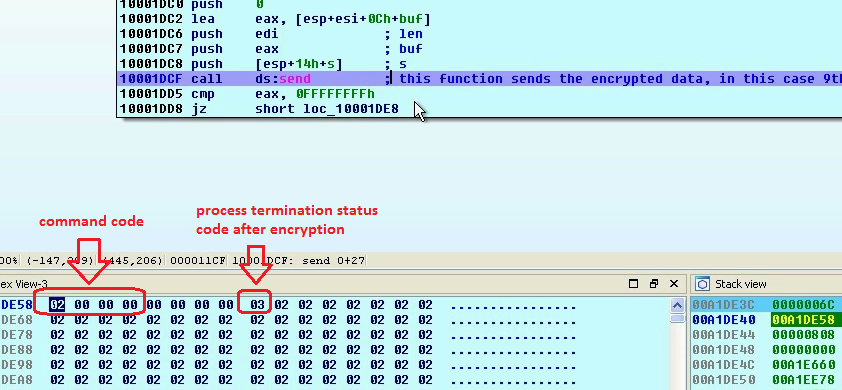 10001DC0 push 0
10001DC2 lea eax, [esp+esi+0Ch+buf]
10001DC6 push edi ; len
10001DC7 push eax ; buf
10001DC8 push [esp+14h+s] ; s
10001DCF call ds:send ; this function sends the encrypted data, in this case 9th
10001DD5 cmp eax, 0FFFFFFFFh
10001DD8 jz short loc_10001DE8
command code
process termination status
code after encryption
00% (-147,209) (445,206) 000011CF 10001DCF: send 0+27
ex View-3
Stack view
DE58 02 00 00 00 00 00 00 00 03 02 02 02 02 02 02 02 ................
DE68 02 02 02 02 02 02 02 02 02 02 02 02 02 02 02 02 ................
DE78 02 02 02 02 02 02 02 02 02 02 02 02 02 02 02 02 ................
DE88 02 02 02 02 02 02 02 02 02 02 02 02 02 02 02 02 ................
DE98 02 02 02 02 02 02 02 02 02 02 02 02 02 02 02 02 ................
DEA8 02 02 02 02 02 02 02 02 02 02 02 02 02 02 02 02 ................
00A1DE3C 0000006C
00A1DE40 00A1DE58
00A1DE44 00000808
00A1DE48 00000000
00A1DE4C 00A1E660
00A1DE50 00A1EE78